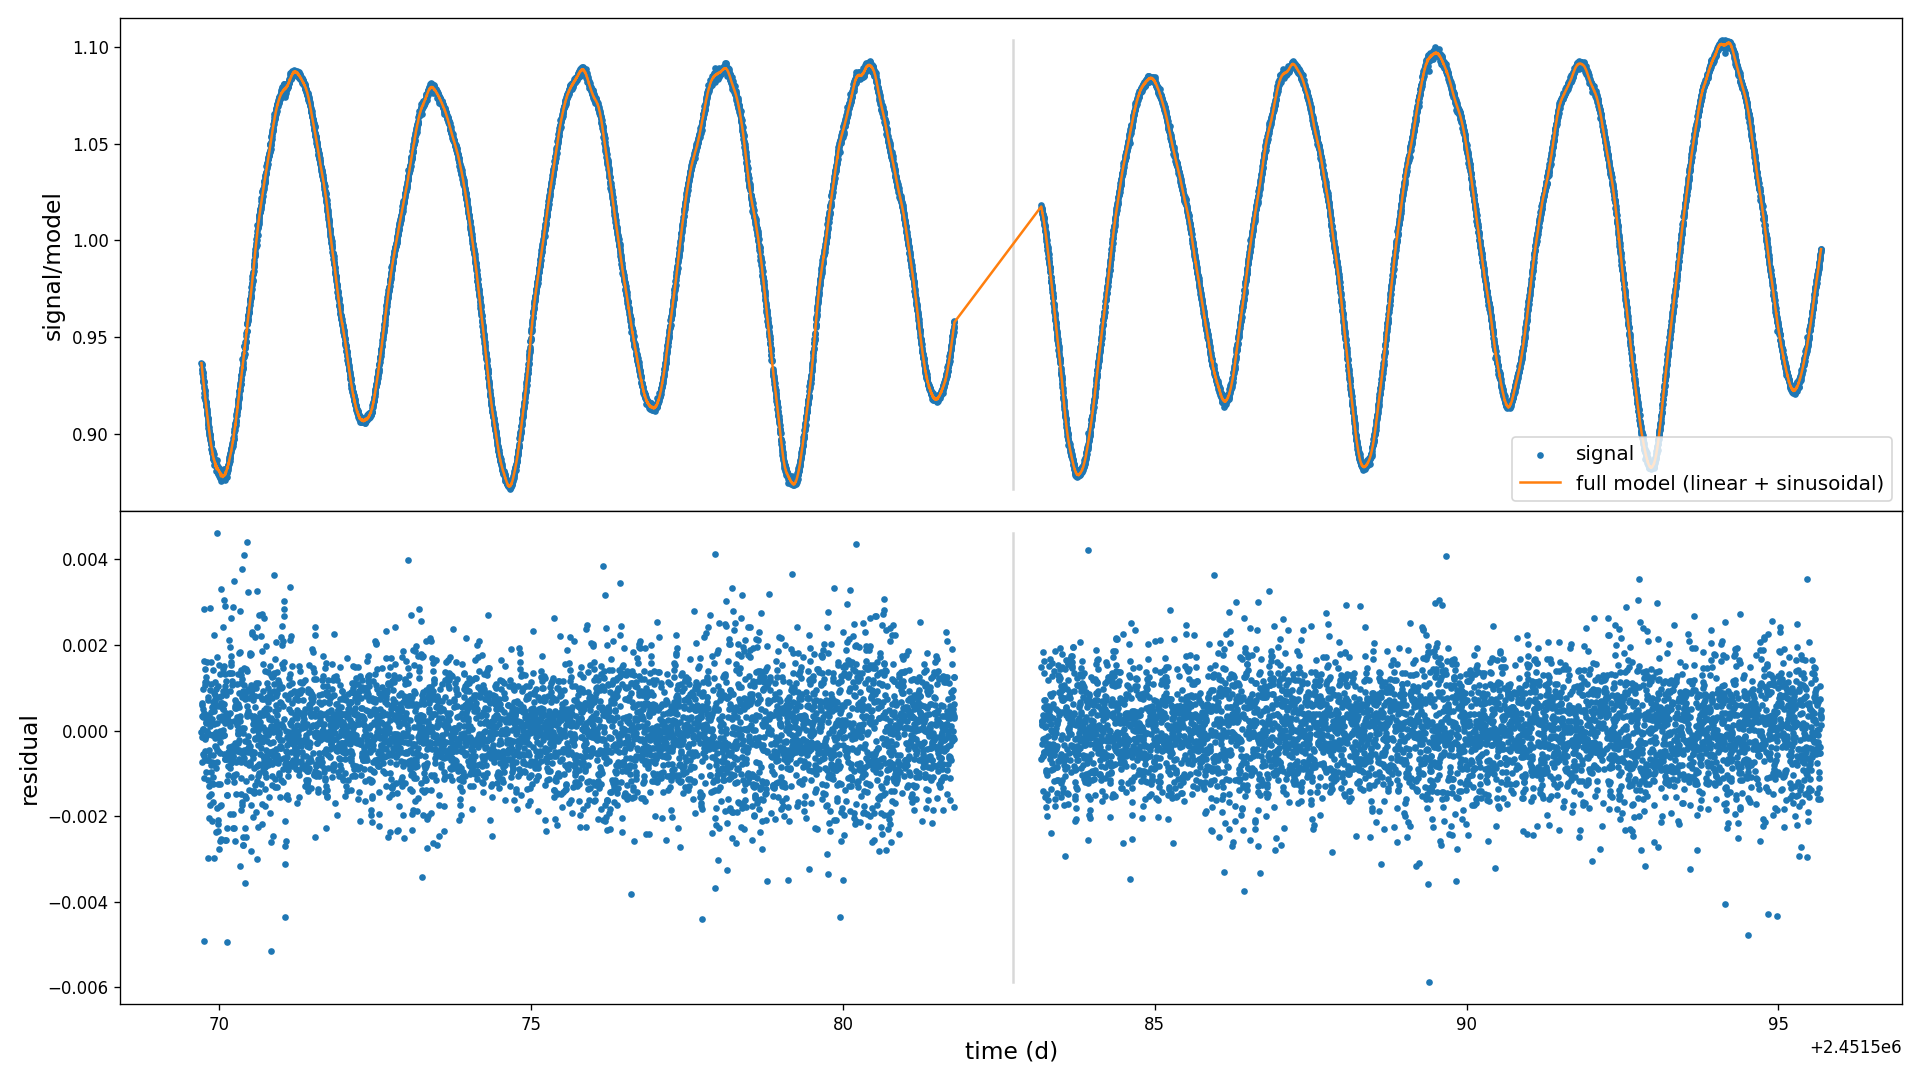 signal/model
1.10
1.05
1.00
0.95
0.90
signal
full model (linear + sinusoidal)
residual
0.004
0.002
0.000
−0.002
−0.004
−0.006
70
75
80
85
90
95
time (d)
+2.4515e6